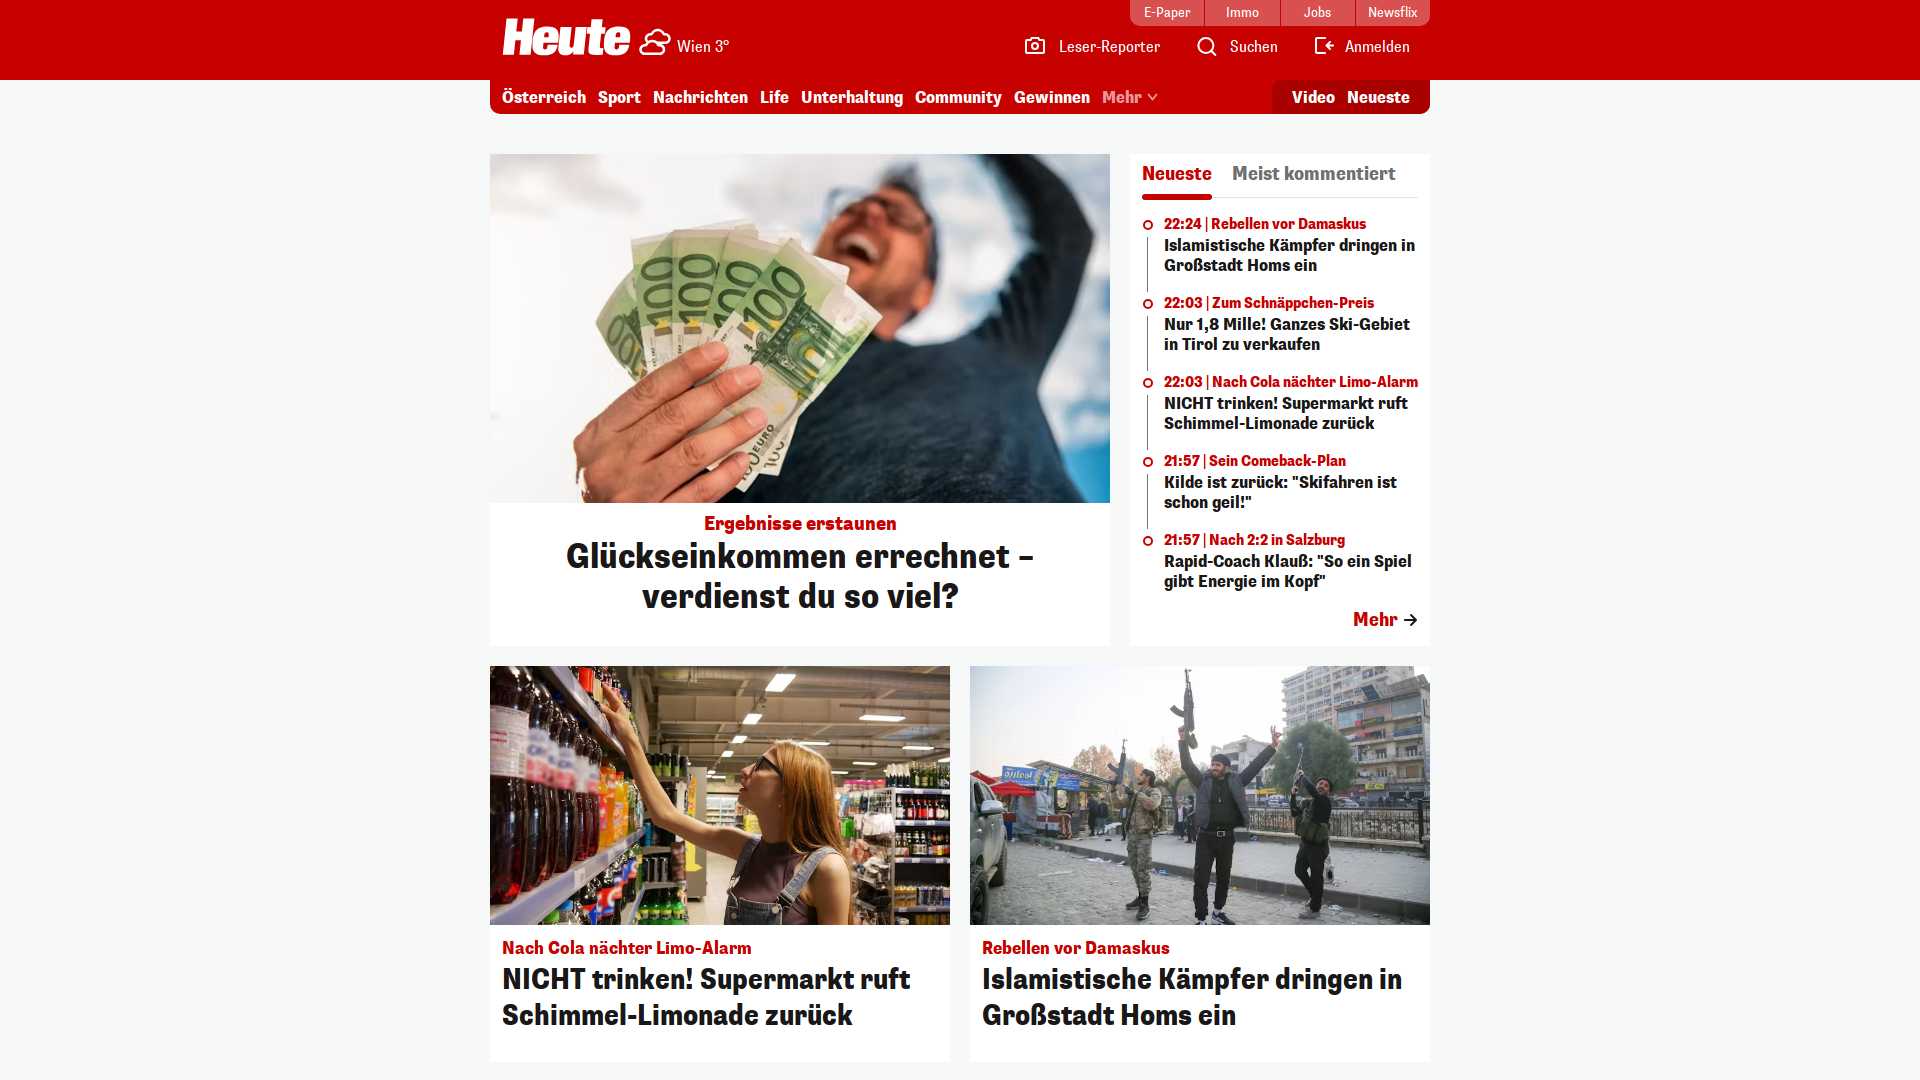 E-Paper
Immo
Jobs
Newsflix
Heute
Wien 3°
Leser-Reporter
Suchen
Anmelden
Österreich
Sport
Nachrichten
Life
Unterhaltung
Community
Gewinnen
Mehr
Video
Neueste
Ergebnisse erstaunen
Glückseinkommen errechnet –
verdienst du so viel?
Neueste
Meist kommentiert
22:24 | Rebellen vor Damaskus
Islamistische Kämpfer dringen in
Großstadt Homs ein
22:03 | Zum Schnäppchen-Preis
Nur 1,8 Mille! Ganzes Ski-Gebiet
in Tirol zu verkaufen
22:03 | Nach Cola nächter Limo-Alarm
NICHT trinken! Supermarkt ruft
Schimmel-Limonade zurück
21:57 | Sein Comeback-Plan
Kilde ist zurück: "Skifahren ist
schon geil!"
21:57 | Nach 2:2 in Salzburg
Rapid-Coach Klauß: "So ein Spiel
gibt Energie im Kopf"
Mehr
Nach Cola nächter Limo-Alarm
NICHT trinken! Supermarkt ruft
Schimmel-Limonade zurück
Rebellen vor Damaskus
Islamistische Kämpfer dringen in
Großstadt Homs ein
100
100
100
100
EURO